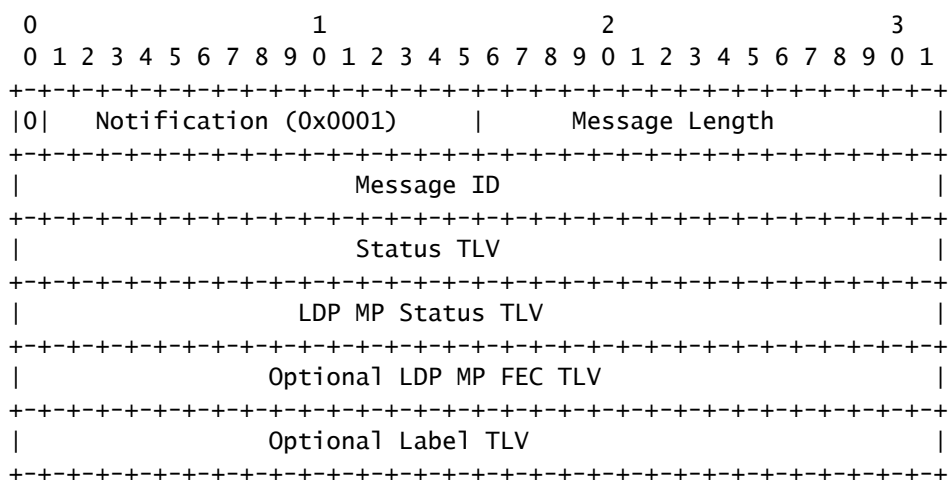 0                   1                   2                   3
 0 1 2 3 4 5 6 7 8 9 0 1 2 3 4 5 6 7 8 9 0 1 2 3 4 5 6 7 8 9 0 1
+-+-+-+-+-+-+-+-+-+-+-+-+-+-+-+-+-+-+-+-+-+-+-+-+-+-+-+-+-+-+-+-+
|0|   Notification (0x0001)     |      Message Length           |
+-+-+-+-+-+-+-+-+-+-+-+-+-+-+-+-+-+-+-+-+-+-+-+-+-+-+-+-+-+-+-+-+
|                       Message ID                              |
+-+-+-+-+-+-+-+-+-+-+-+-+-+-+-+-+-+-+-+-+-+-+-+-+-+-+-+-+-+-+-+-+
|                       Status TLV                              |
+-+-+-+-+-+-+-+-+-+-+-+-+-+-+-+-+-+-+-+-+-+-+-+-+-+-+-+-+-+-+-+-+
|                   LDP MP Status TLV                           |
+-+-+-+-+-+-+-+-+-+-+-+-+-+-+-+-+-+-+-+-+-+-+-+-+-+-+-+-+-+-+-+-+
|                 Optional LDP MP FEC TLV                       |
+-+-+-+-+-+-+-+-+-+-+-+-+-+-+-+-+-+-+-+-+-+-+-+-+-+-+-+-+-+-+-+-+
|                 Optional Label TLV                            |
+-+-+-+-+-+-+-+-+-+-+-+-+-+-+-+-+-+-+-+-+-+-+-+-+-+-+-+-+-+-+-+-+